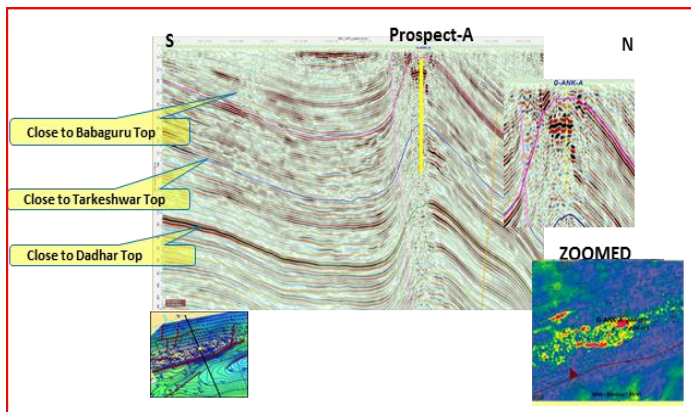 Prospect-A
S
N
G-ANK-A
Close to Babaguru Top
Close to Tarkeshwar Top
Close to Dadhar Top
ZOOMED